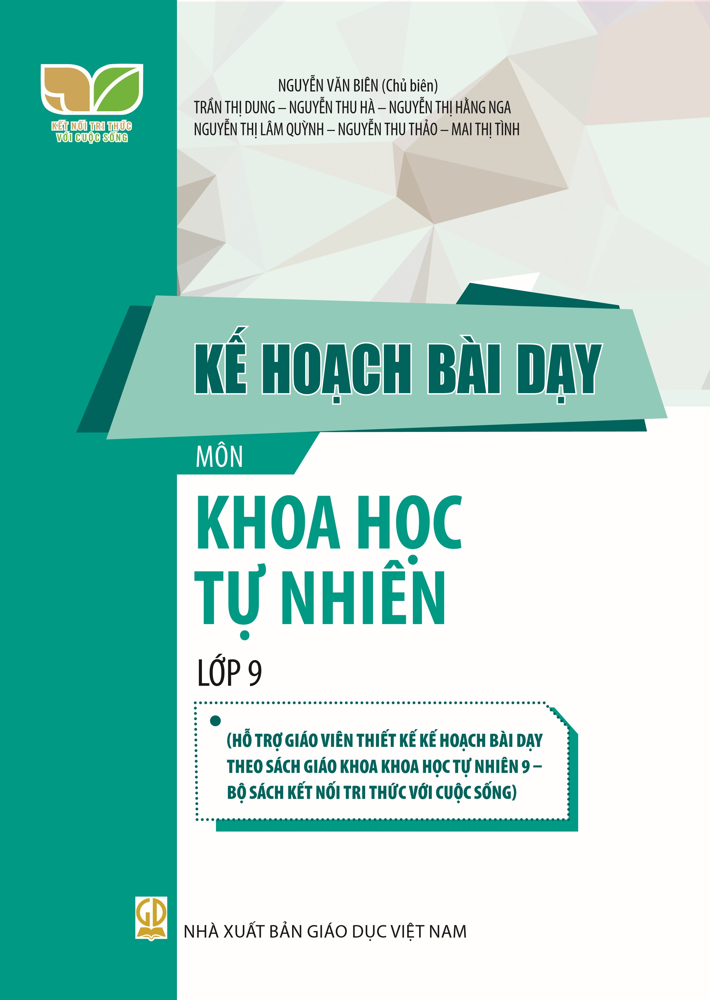 KẾT NỐI TRI THỨC
VỚI CUỘC SỐNG
NGUYỄN VĂN BIÊN (Chủ biên)
TRẦN THỊ DUNG – NGUYỄN THU HÀ – NGUYỄN THỊ HẰNG NGA
NGUYỄN THỊ LÂM QUỲNH – NGUYỄN THU THẢO – MAI THỊ TÌNH
KẾ HOẠCH BÀI DẠY
MÔN
KHOA HỌC
TỰ NHIÊN
LỚP 9
(HỖ TRỢ GIÁO VIÊN THIẾT KẾ KẾ HOẠCH BÀI DẠY
THEO SÁCH GIÁO KHOA KHOA HỌC TỰ NHIÊN 9 –
BỘ SÁCH KẾT NỐI TRI THỨC VỚI CUỘC SỐNG)
GD
NHÀ XUẤT BẢN GIÁO DỤC VIỆT NAM